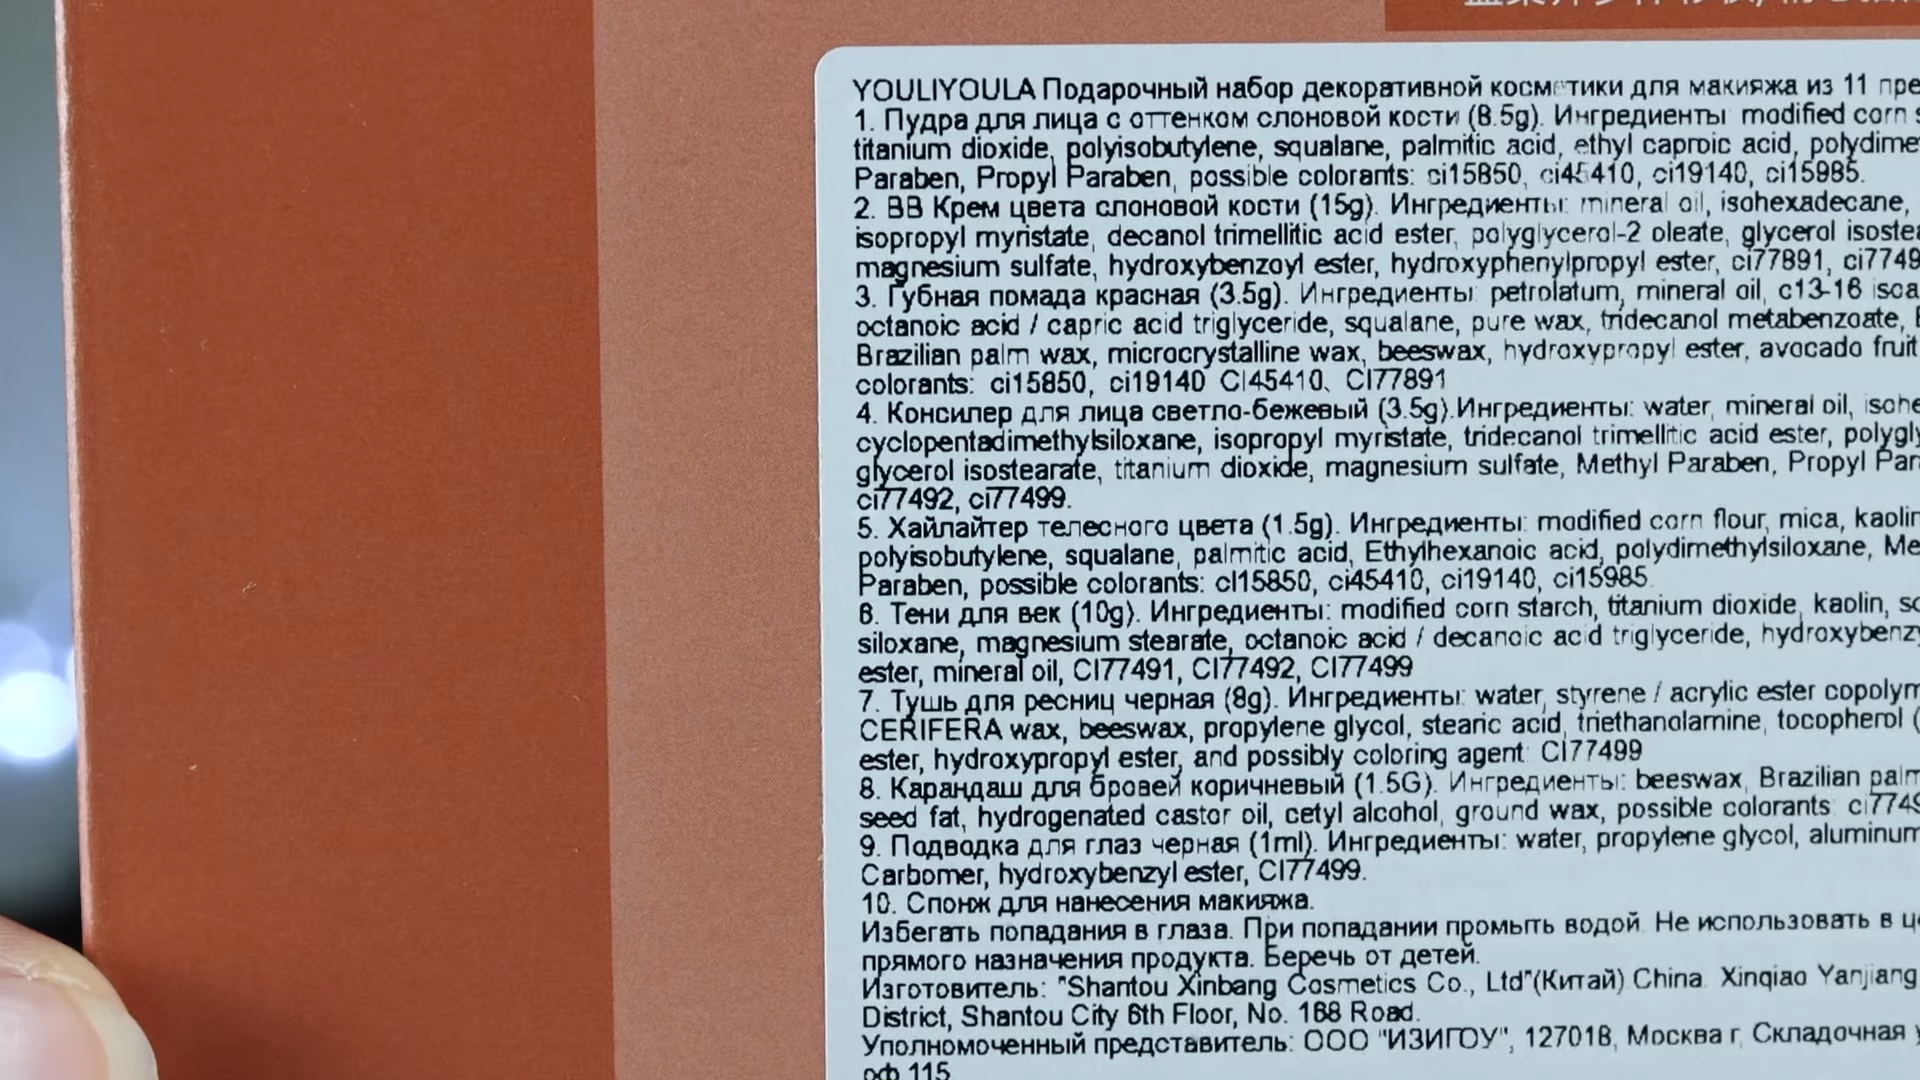 YOULIYOULA Подарочный набор декоративной косметики для макияжа из 11
1. Пудра для лица с оттенком слоновой кости (8.5g). Ингредиенты: modified corn
titanium dioxide, polyisobutylene, squalane, palmitic acid, ethyl caproic acid,
Paraben, Propyl Paraben, possible colorants: ci15850, ci45410, ci19140, ci15985.
2. BB Крем цвета слоновой кости (15g). Ингредиенты: mineral oil, isohexadecane,
isopropyl myristate, decanol trimellitic acid ester, polyglycerol-2 oleate, glycerol
magnesium sulfate, hydroxybenzoyl ester, hydroxyphenylpropyl ester, ci77891,
3. Губная помада красная (3.5g). Ингредиенты: petrolatum, mineral oil, c13-16
octanoic acid / capric acid triglyceride, squalane, pure wax, tridecanol metabenzoate,
Brazilian palm wax, microcrystalline wax, beeswax, hydroxypropyl ester, avocado fruit
colorants: ci15850, ci19140 CI45410、CI77891
4. Консилер для лица светло-бежевый (3.5g).Ингредиенты: water, mineral oil,
cyclopentadimethylsiloxane, isopropyl myristate, tridecanol trimellitic acid ester,
glycerol isostearate, titanium dioxide, magnesium sulfate, Methyl Paraben, Propyl
ci77492, ci77499.
5. Хайлайтер телесного цвета (1.5g). Ингредиенты: modified corn flour, mica,
polyisobutylene, squalane, palmitic acid, Ethylhexanoic acid, polydimethylsiloxane,
Paraben, possible colorants: cI15850, ci45410, ci19140, ci15985.
6. Тени для век (10g). Ингредиенты: modified corn starch, titanium dioxide, kaolin,
siloxane, magnesium stearate, octanoic acid / decanoic acid triglyceride,
ester, mineral oil, CI77491, CI77492, CI77499
7. Тушь для ресниц черная (8g). Ингредиенты: water, styrene / acrylic ester
CERIFERA wax, beeswax, propylene glycol, stearic acid, triethanolamine, tocopherol
ester, hydroxypropyl ester, and possibly coloring agent: CI77499
8. Карандаш для бровей коричневый (1.5G). Ингредиенты: beeswax, Brazilian
seed fat, hydrogenated castor oil, cetyl alcohol, ground wax, possible colorants:
9. Подводка для глаз черная (1ml). Ингредиенты: water, propylene glycol,
Carbomer, hydroxybenzyl ester, CI77499.
10. Спонж для нанесения макияжа.
Избегать попадания в глаза. При попадании промыть водой. Не использовать в
прямого назначения продукта. Беречь от детей.
Изготовитель: "Shantou Xinbang Cosmetics Co., Ltd"(Китай) China. Xinqiao Yanjiang
District, Shantou City 6th Floor, No. 168 Road.
Уполномоченный представитель: ООО "ИЗИГОУ", 127018, Москва г, Складочная
оф 115